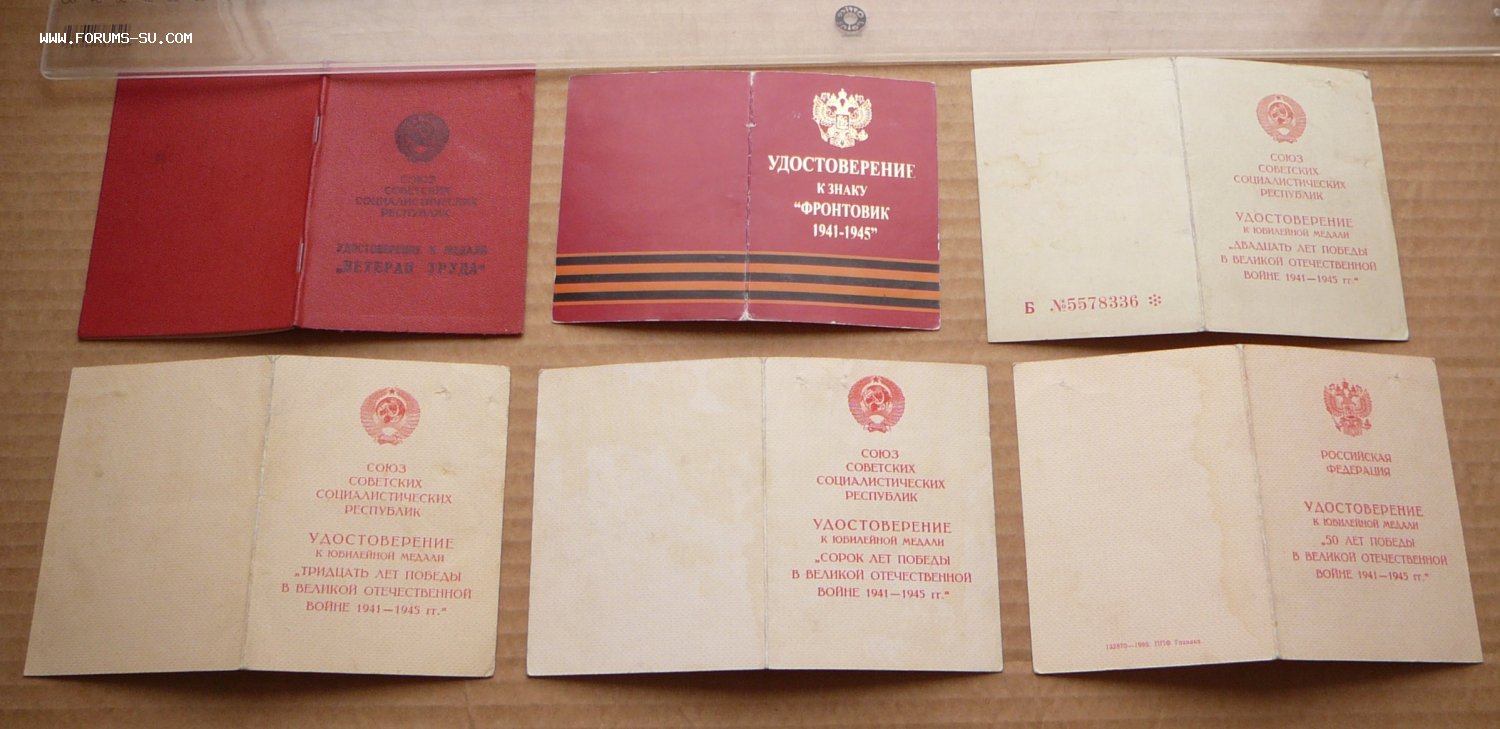 WWW.FORUMS-SU.COM
СОЮЗ
СОВЕТСКИХ
СОЦИАЛИСТИЧЕСКИХ
РЕСПУБЛИК
УДОСТОВЕРЕНИЕ К МЕДАЛИ
„ВЕТЕРАН ТРУДА“
УДОСТОВЕРЕНИЕ
К ЗНАКУ
“ФРОНТОВИК
1941-1945”
СОЮЗ
СОВЕТСКИХ
СОЦИАЛИСТИЧЕСКИХ
РЕСПУБЛИК
УДОСТОВЕРЕНИЕ
К ЮБИЛЕЙНОЙ МЕДАЛИ
„ДВАДЦАТЬ ЛЕТ ПОБЕДЫ
В ВЕЛИКОЙ ОТЕЧЕСТВЕННОЙ
ВОЙНЕ 1941—1945 гг.“
Б №5578336
СОЮЗ
СОВЕТСКИХ
СОЦИАЛИСТИЧЕСКИХ
РЕСПУБЛИК
УДОСТОВЕРЕНИЕ
К ЮБИЛЕЙНОЙ МЕДАЛИ
„ТРИДЦАТЬ ЛЕТ ПОБЕДЫ
В ВЕЛИКОЙ ОТЕЧЕСТВЕННОЙ
ВОЙНЕ 1941—1945 гг.“
СОЮЗ
СОВЕТСКИХ
СОЦИАЛИСТИЧЕСКИХ
РЕСПУБЛИК
УДОСТОВЕРЕНИЕ
К ЮБИЛЕЙНОЙ МЕДАЛИ
„СОРОК ЛЕТ ПОБЕДЫ
В ВЕЛИКОЙ ОТЕЧЕСТВЕННОЙ
ВОЙНЕ 1941—1945 гг.“
РОССИЙСКАЯ
ФЕДЕРАЦИЯ
УДОСТОВЕРЕНИЕ
К ЮБИЛЕЙНОЙ МЕДАЛИ
„50 ЛЕТ ПОБЕДЫ
В ВЕЛИКОЙ ОТЕЧЕСТВЕННОЙ
ВОЙНЕ 1941—1945 гг.“
ППФ Гознака